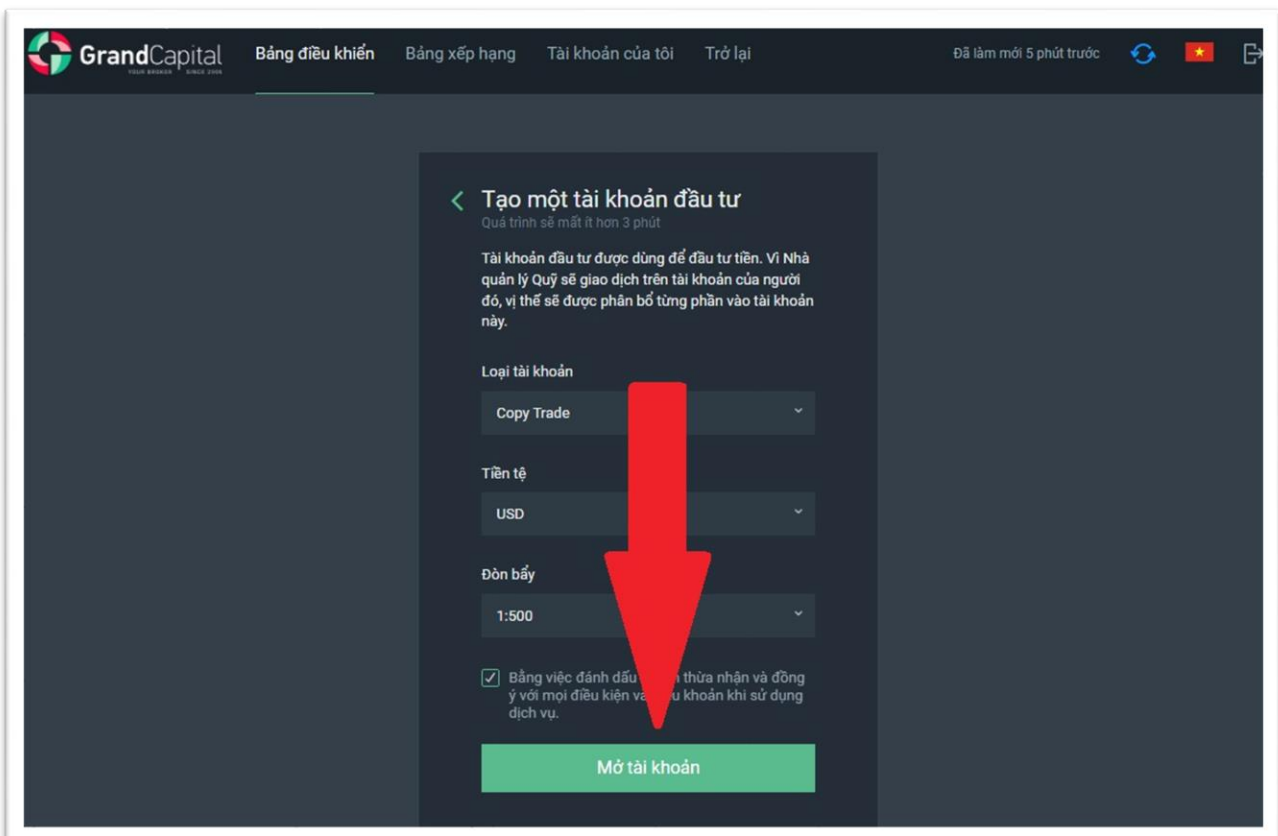 GrandCapital
YOUR BROKER SINCE 2006
Bảng điều khiển
Bảng xếp hạng
Tài khoản của tôi
Trở lại
Đã làm mới 5 phút trước
Tạo một tài khoản đầu tư
Quá trình sẽ mất ít hơn 3 phút
Tài khoản đầu tư được dùng để đầu tư tiền. Vì Nhà
quản lý Quỹ sẽ giao dịch trên tài khoản của người
đó, vị thế sẽ được phân bổ từng phần vào tài khoản
này.
Loại tài khoản
Copy Trade
Tiền tệ
USD
Đòn bẩy
1:500
Bằng việc đánh dấu thừa nhận và đồng
ý với mọi điều kiện và khoản khi sử dụng
dịch vụ.
Mở tài khoản